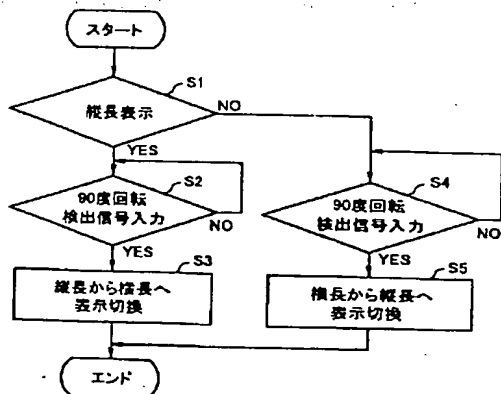 スタート
S1
縦長表示
NO
YES
S2
90度回転
検出信号入力
NO
YES
S3
縦長から横長へ
表示切換
S4
90度回転
検出信号入力
NO
YES
S5
横長から縦長へ
表示切換
エンド